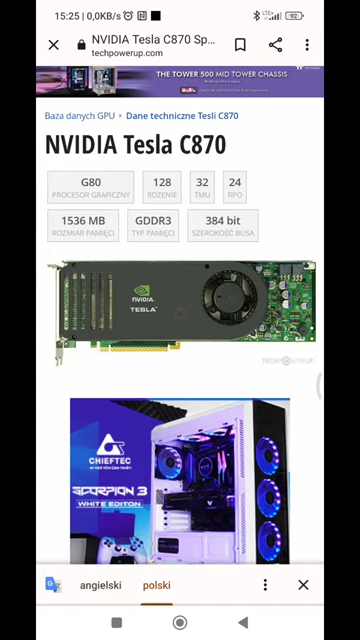 15:25 | 0,0KB/s
LTE
92
NVIDIA Tesla C870 Sp...
techpowerup.com
THE TOWER 500 MID TOWER CHASSIS
Baza danych GPU › Dane techniczne Tesli C870
NVIDIA Tesla C870
G80
PROCESOR GRAFICZNY
128
RDZENIE
32
TMU
24
RPO
1536 MB
ROZMIAR PAMIĘCI
GDDR3
TYP PAMIĘCI
384 bit
SZEROKOŚĆ BUSA
NVIDIA
TESLA
TECHPOWERUP
CHIEFTEC
SCORPION 3
WHITE EDITION
angielski
polski